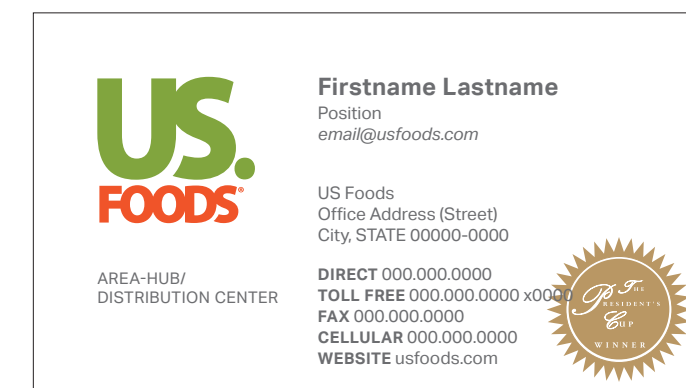 US.
FOODS®
AREA-HUB/
DISTRIBUTION CENTER
Firstname Lastname
Position
email@usfoods.com
US Foods
Office Address (Street)
City, STATE 00000-0000
DIRECT 000.000.0000
TOLL FREE 000.000.0000 x0000
FAX 000.000.0000
CELLULAR 000.000.0000
WEBSITE usfoods.com
THE
PRESIDENT'S
CUP
WINNER